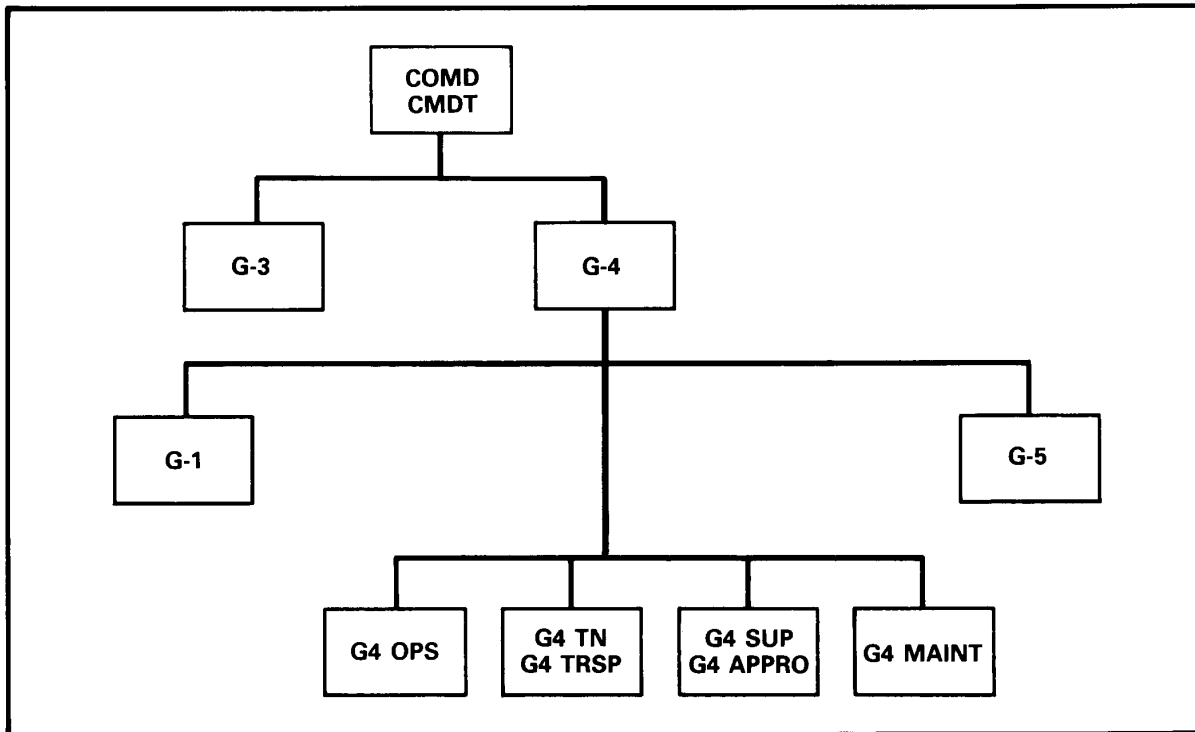 COMD
CMDT
G-3
G-4
G-1
G-5
G4 OPS
G4 TN
G4 TRSP
G4 SUP
G4 APPRO
G4 MAINT